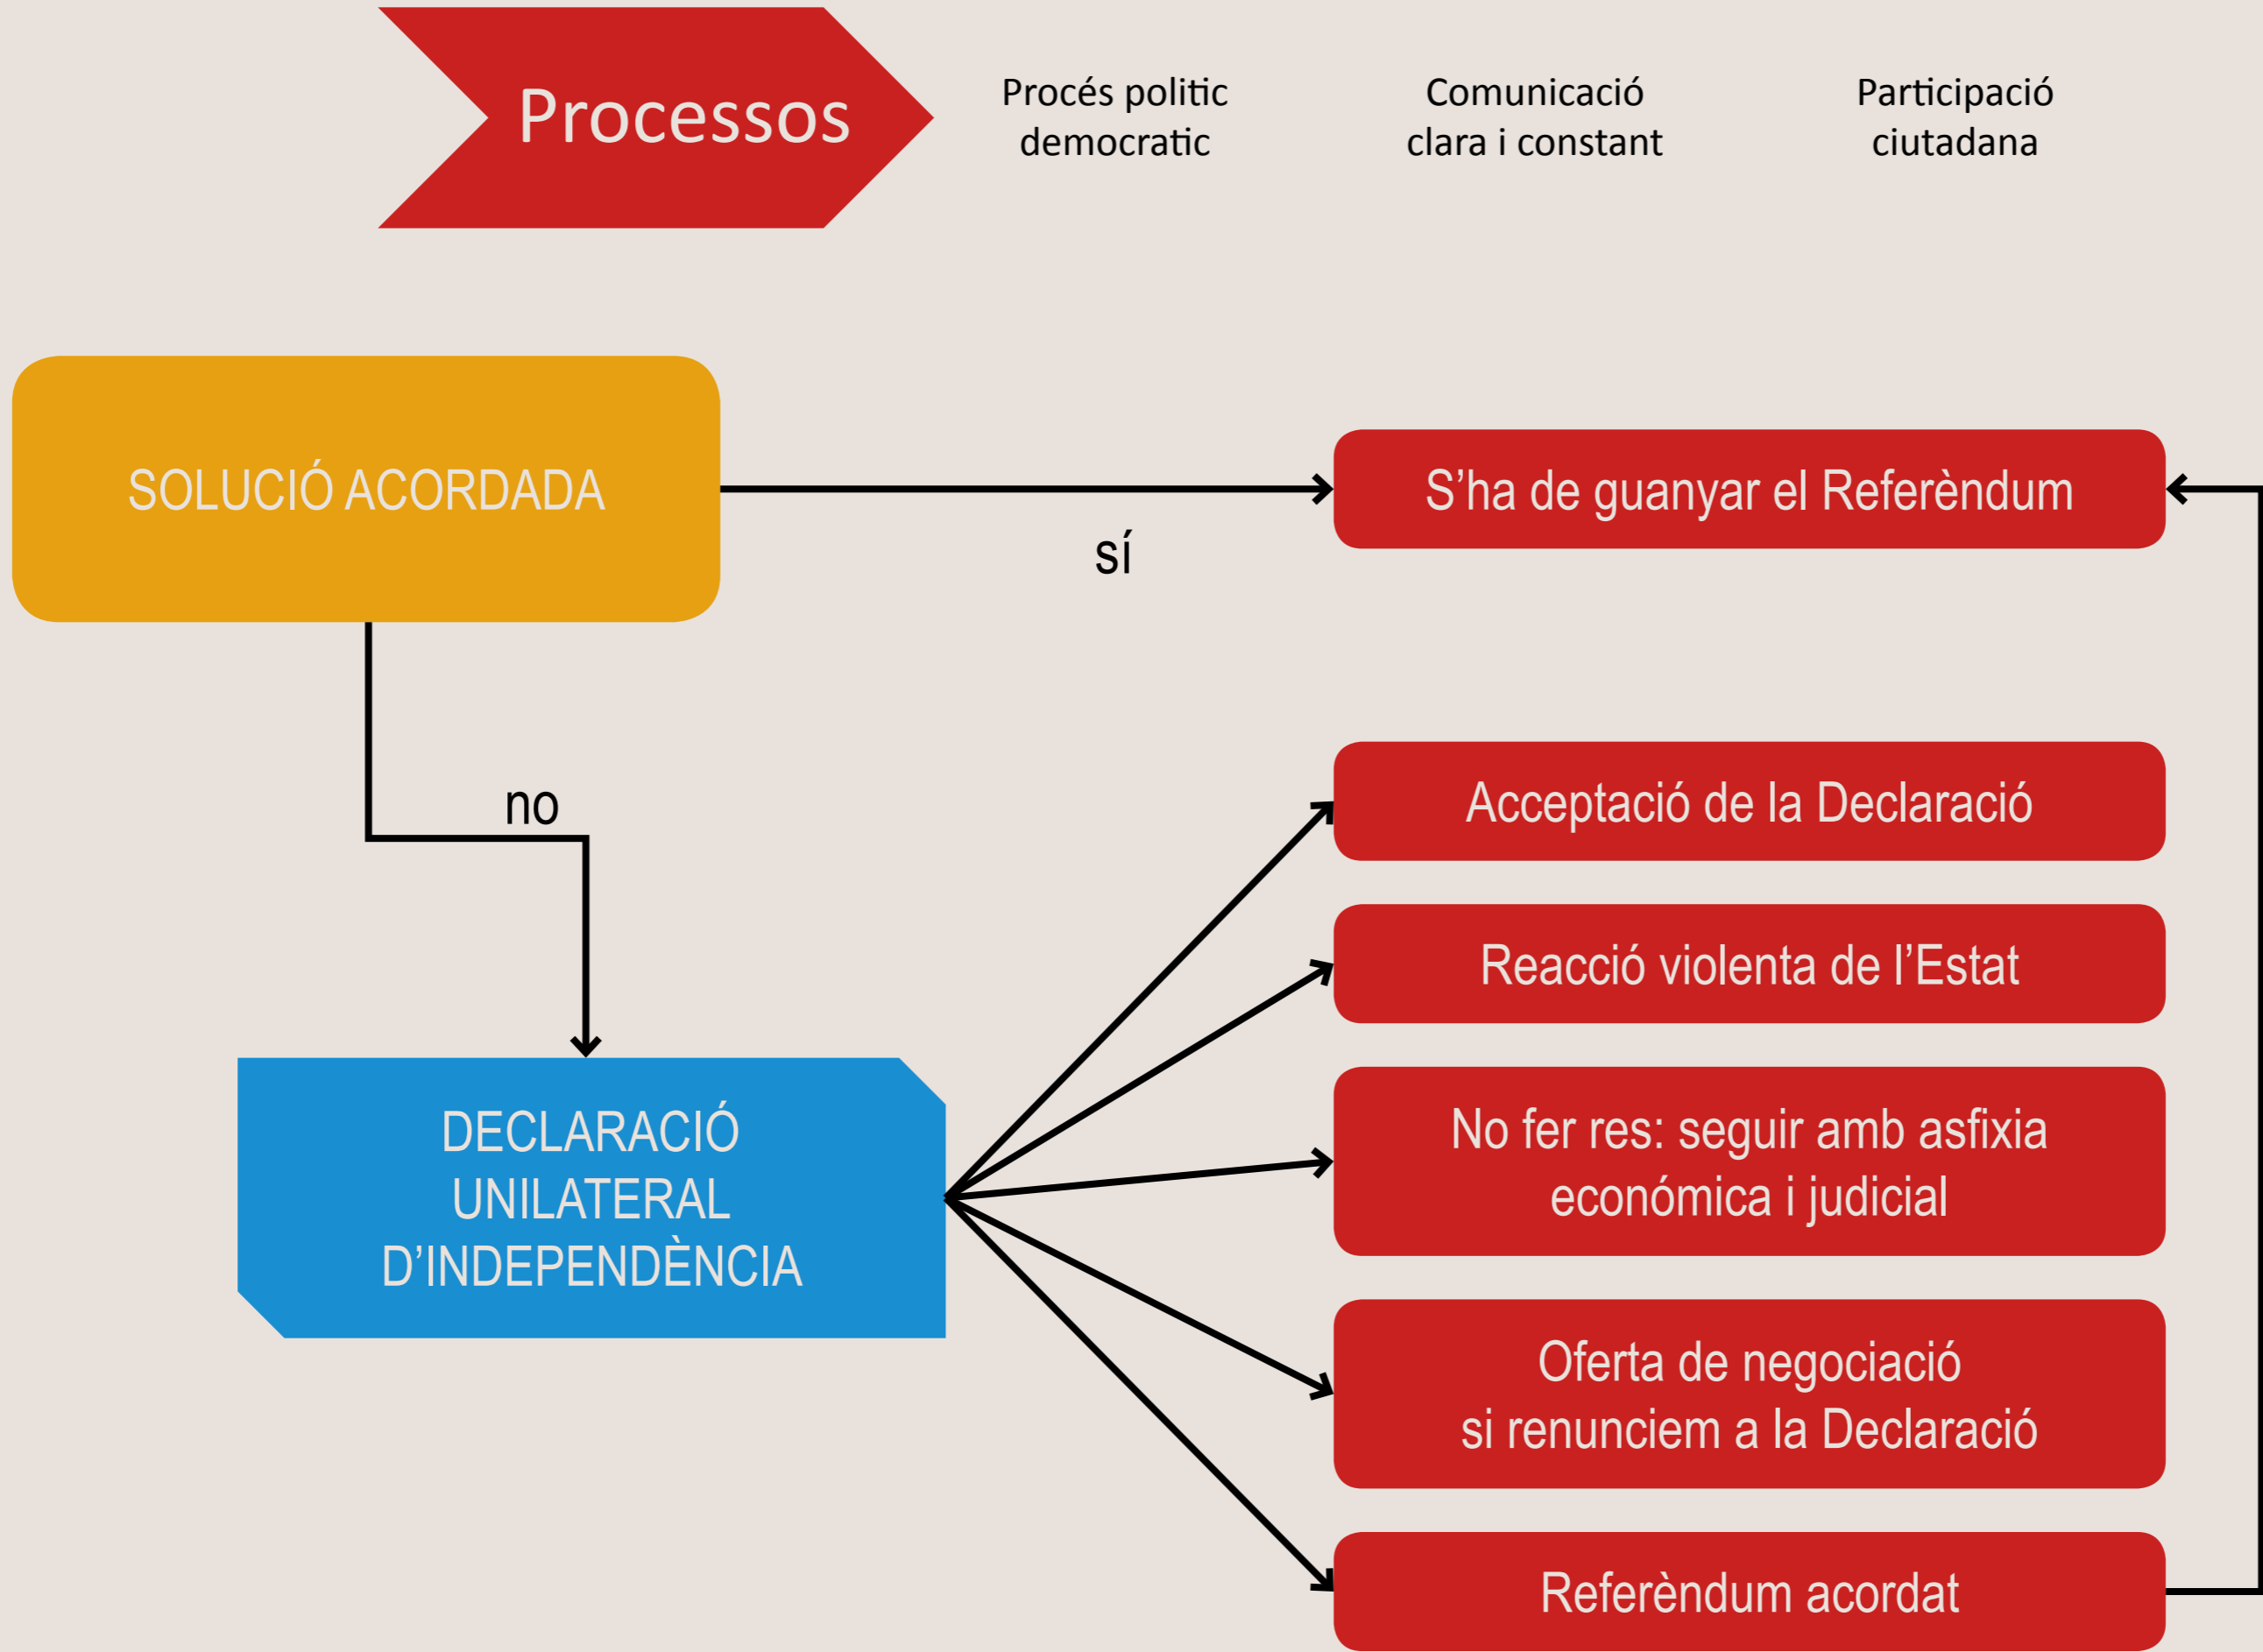 Processos
Procés politic
democratic
Comunicació
clara i constant
Participació
ciutadana
SOLUCIÓ ACORDADA
sí
S’ha de guanyar el Referèndum
no
DECLARACIÓ
UNILATERAL
D’INDEPENDÈNCIA
Acceptació de la Declaració
Reacció violenta de l’Estat
No fer res: seguir amb asfixia
económica i judicial
Oferta de negociació
si renunciem a la Declaració
Referèndum acordat